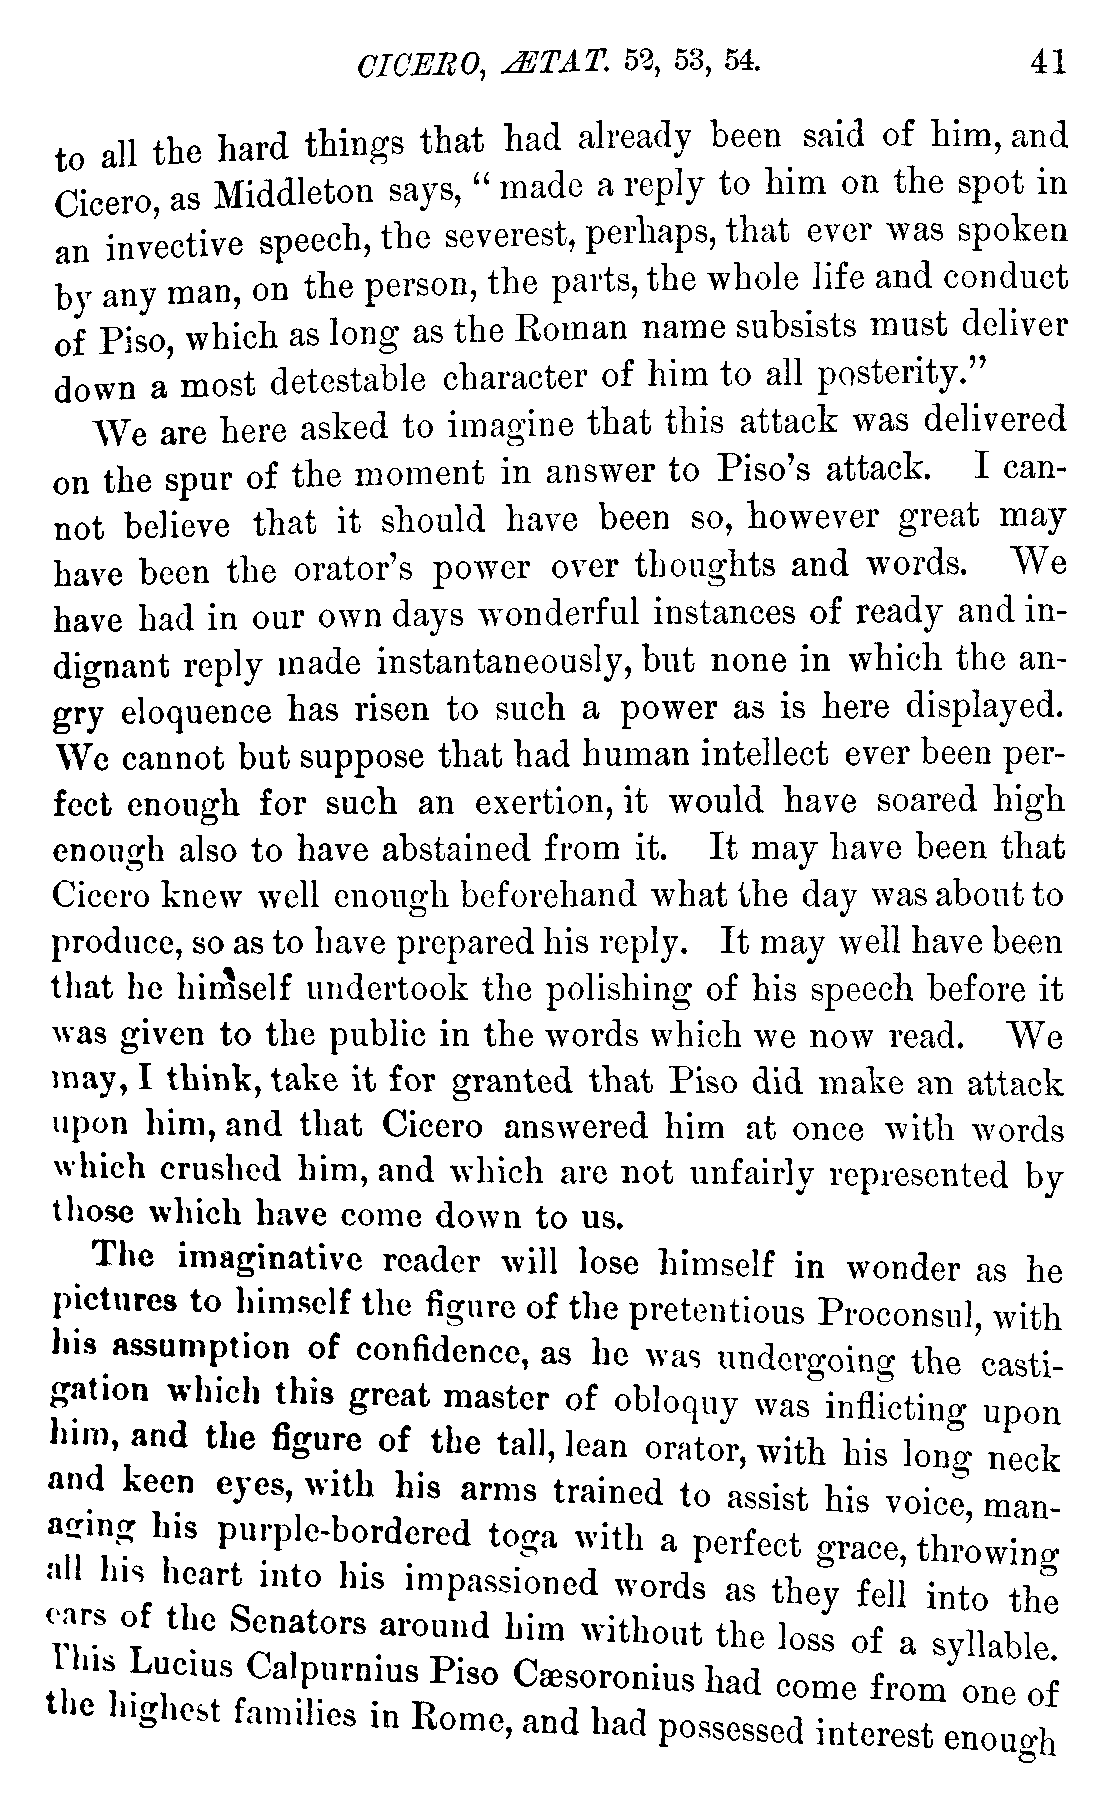 CICERO, ÆTAT. 52, 53, 54. 41
to all the hard things that had already been said of him, and
Cicero, as Middleton says, “made a reply to him on the spot in
an invective speech, the severest, perhaps, that ever was spoken
by any man, on the person, the parts, the whole life and conduct
of Piso, which as long as the Roman name subsists must deliver
down a most detestable character of him to all posterity.”
We are here asked to imagine that this attack was delivered
on the spur of the moment in answer to Piso’s attack. I can-
not believe that it should have been so, however great may
have been the orator’s power over thoughts and words. We
have had in our own days wonderful instances of ready and in-
dignant reply made instantaneously, but none in which the an-
gry eloquence has risen to such a power as is here displayed.
We cannot but suppose that had human intellect ever been per-
fect enough for such an exertion, it would have soared high
enough also to have abstained from it. It may have been that
Cicero knew well enough beforehand what the day was about to
produce, so as to have prepared his reply. It may well have been
that he himself undertook the polishing of his speech before it
was given to the public in the words which we now read. We
may, I think, take it for granted that Piso did make an attack
upon him, and that Cicero answered him at once with words
which crushed him, and which are not unfairly represented by
those which have come down to us.
The imaginative reader will lose himself in wonder as he
pictures to himself the figure of the pretentious Proconsul, with
his assumption of confidence, as he was undergoing the casti-
gation which this great master of obloquy was inflicting upon
him, and the figure of the tall, lean orator, with his long neck
and keen eyes, with his arms trained to assist his voice, man-
aging his purple-bordered toga with a perfect grace, throwing
all his heart into his impassioned words as they fell into the
ears of the Senators around him without the loss of a syllable.
This Lucius Calpurnius Piso Cæsoronius had come from one of
the highest families in Rome, and had possessed interest enough